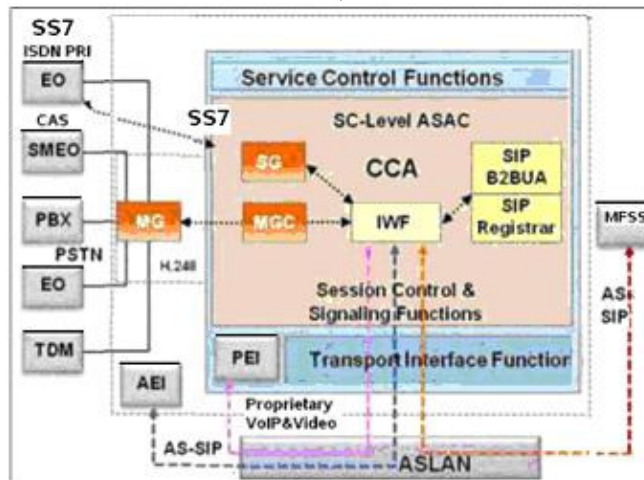 SS7
ISDN PRI
EO
CAS
SMEO
PBX
PSTN
EO
TDM
MG
H.248
AEI
Service Control Functions
SS7
SC-Level ASAC
SG
CCA
SIP
B2BUA
SIP
Registrar
MGC
IWF
Session Control &
Signaling Functions
PEI
Transport Interface Function
Proprietary
VoIP&Video
AS-SIP
ASLAN
MFSS
AS-
SIP